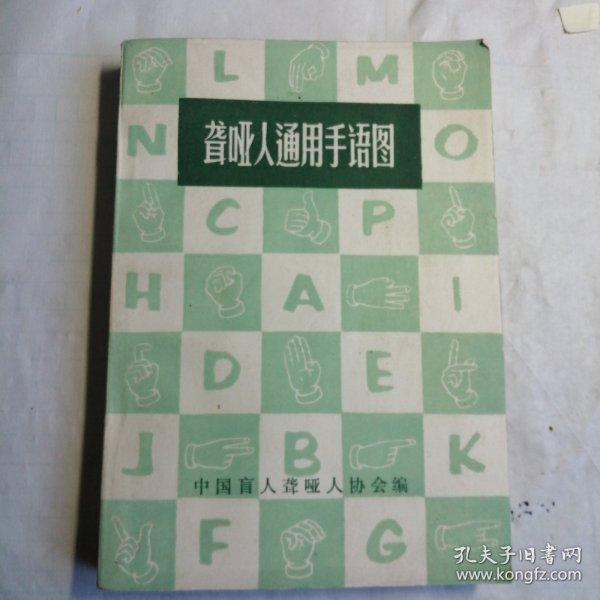 L M
聋哑人通用手语图
N O
C P
H A I
D E
J B K
中国盲人聋哑人协会编
F G
孔夫子旧书网
www.kongfz.com